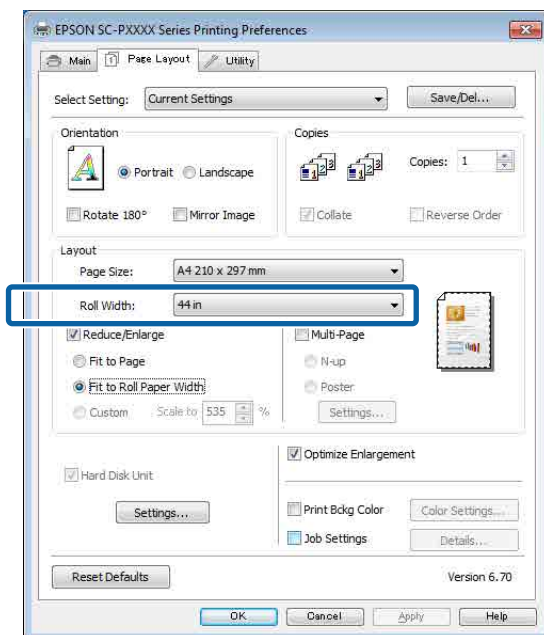 EPSON SC-PXXXX Series Printing Preferences
Main Page Layout Utility
Select Setting: Current Settings Save/Del...
Orientation Copies
Portrait Landscape Copies: 1
Rotate 180° Mirror Image Collate Reverse Order
Layout
Page Size: A4 210 x 297 mm
Roll Width: 44 in
Reduce/Enlarge Multi-Page
Fit to Page N-up
Fit to Roll Paper Width Poster
Custom Scale to 535 % Settings...
Optimize Enlargement
Hard Disk Unit
Settings... Print Bckg Color Color Settings...
Job Settings Details...
Reset Defaults Version 6.70
OK Cancel Apply Help